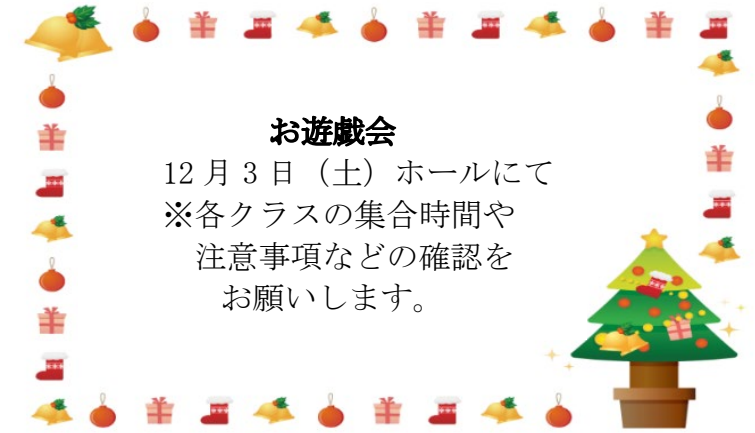 お遊戯会
12月3日（土）ホールにて
※各クラスの集合時間や
注意事項などの確認を
お願いします。